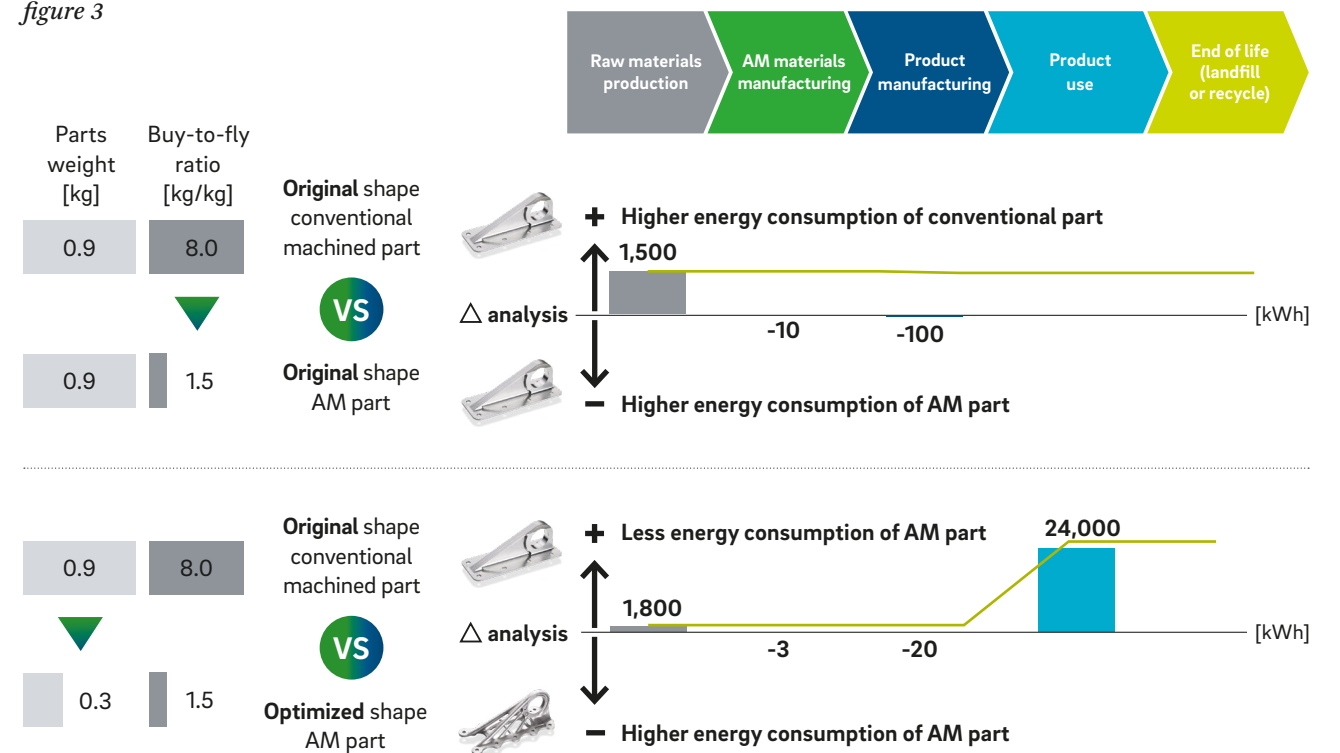 figure 3
Raw materials
production
AM materials
manufacturing
Product
manufacturing
Product
use
End of life
(landfill
or recycle)
Parts
weight
[kg]
Buy-to-fly
ratio
[kg/kg]
0.9
8.0
Original shape
conventional
machined part
+ Higher energy consumption of conventional part
1,500
VS
△ analysis
-10
-100
[kWh]
0.9
1.5
Original shape
AM part
− Higher energy consumption of AM part
0.9
8.0
Original shape
conventional
machined part
+ Less energy consumption of AM part
24,000
1,800
VS
△ analysis
-3
-20
[kWh]
0.3
1.5
Optimized shape
AM part
− Higher energy consumption of AM part